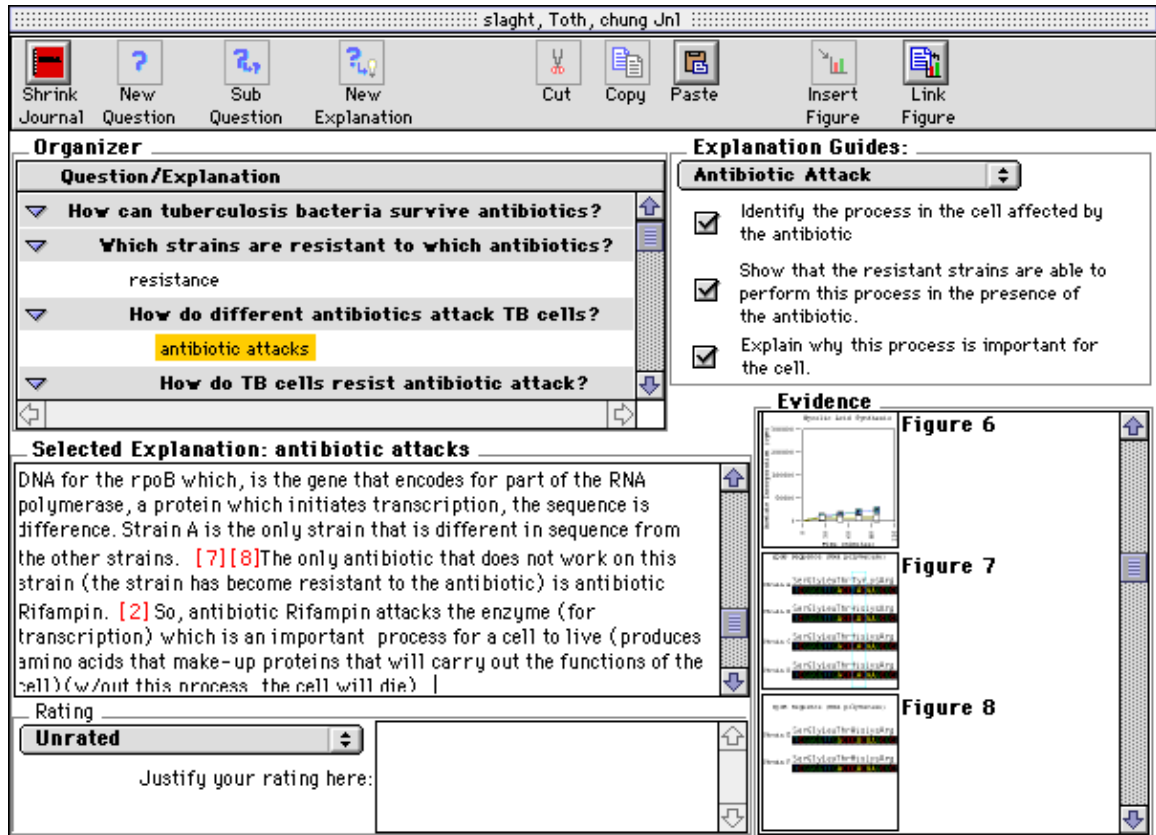 slaght, Toth, chung Jnl
Shrink Journal
New Question
Sub Question
New Explanation
Cut
Copy
Paste
Insert Figure
Link Figure
Organizer
Question/Explanation
How can tuberculosis bacteria survive antibiotics?
Which strains are resistant to which antibiotics?
resistance
How do different antibiotics attack TB cells?
antibiotic attacks
How do TB cells resist antibiotic attack?
Explanation Guides:
Antibiotic Attack
Identify the process in the cell affected by
the antibiotic
Show that the resistant strains are able to
perform this process in the presence of
the antibiotic.
Explain why this process is important for
the cell.
Selected Explanation: antibiotic attacks
DNA for the rpoB which, is the gene that encodes for part of the RNA
polymerase, a protein which initiates transcription, the sequence is
difference. Strain A is the only strain that is different in sequence from
the other strains. [7][8]The only antibiotic that does not work on this
strain (the strain has become resistant to the antibiotic) is antibiotic
Rifampin. [2] So, antibiotic Rifampin attacks the enzyme (for
transcription) which is an important process for a cell to live (produces
amino acids that make-up proteins that will carry out the functions of the
cell)(w/out this process, the cell will die)
Rating
Unrated
Justify your rating here:
Evidence
Mycolic Acid Synthesis
Figure 6
Figure 7
Figure 8